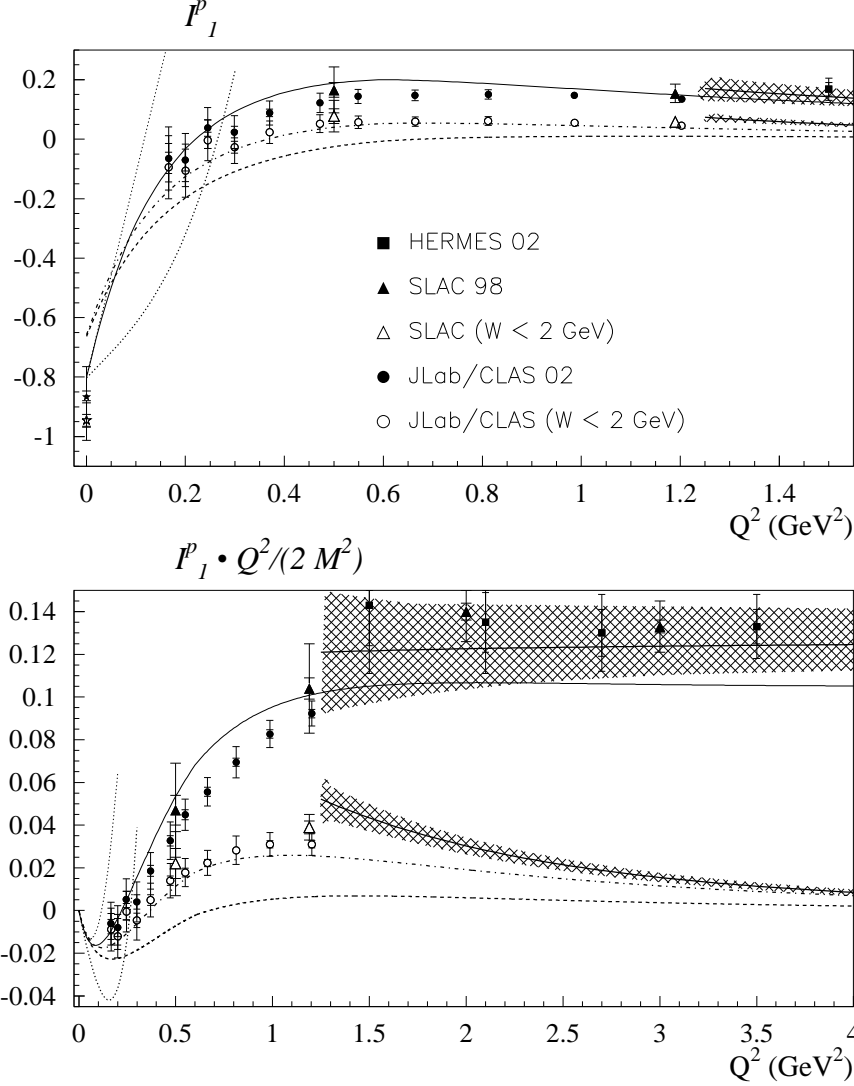 I^p_1
0.2
0
-0.2
-0.4
-0.6
-0.8
-1
HERMES 02
SLAC 98
SLAC (W < 2 GeV)
JLab/CLAS 02
JLab/CLAS (W < 2 GeV)
0 0.2 0.4 0.6 0.8 1 1.2 1.4
Q^2 (GeV^2)
I^p_1 • Q^2/(2 M^2)
0.14
0.12
0.1
0.08
0.06
0.04
0.02
0
-0.02
-0.04
0 0.5 1 1.5 2 2.5 3 3.5 4
Q^2 (GeV^2)